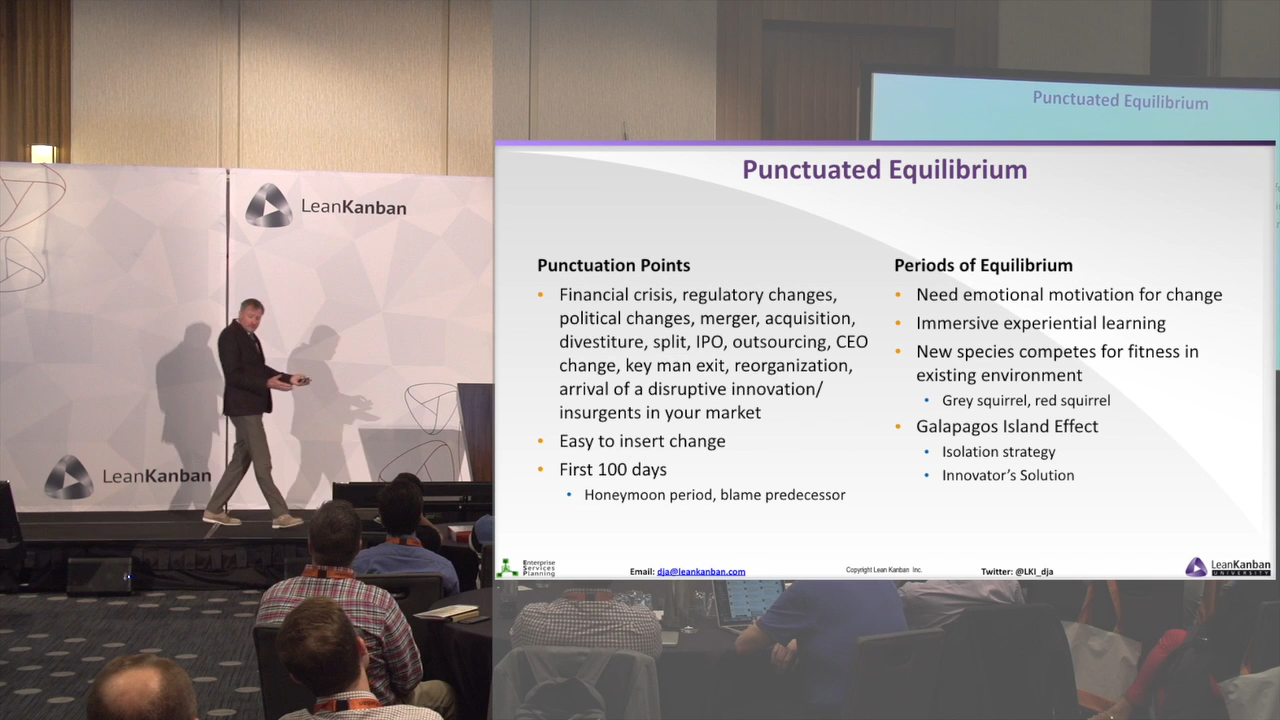 LeanKanban
LeanKanban
Punctuated Equilibrium
Punctuated Equilibrium
Punctuation Points
• Financial crisis, regulatory changes,
political changes, merger, acquisition,
divestiture, split, IPO, outsourcing, CEO
change, key man exit, reorganization,
arrival of a disruptive innovation/
insurgents in your market
• Easy to insert change
• First 100 days
• Honeymoon period, blame predecessor
Periods of Equilibrium
• Need emotional motivation for change
• Immersive experiential learning
• New species competes for fitness in
existing environment
• Grey squirrel, red squirrel
• Galapagos Island Effect
• Isolation strategy
• Innovator's Solution
Enterprise
Services
Planning
Email: dja@leankanban.com
Copyright Lean Kanban Inc.
Twitter: @LKI_dja
LeanKanban
UNIVERSITY